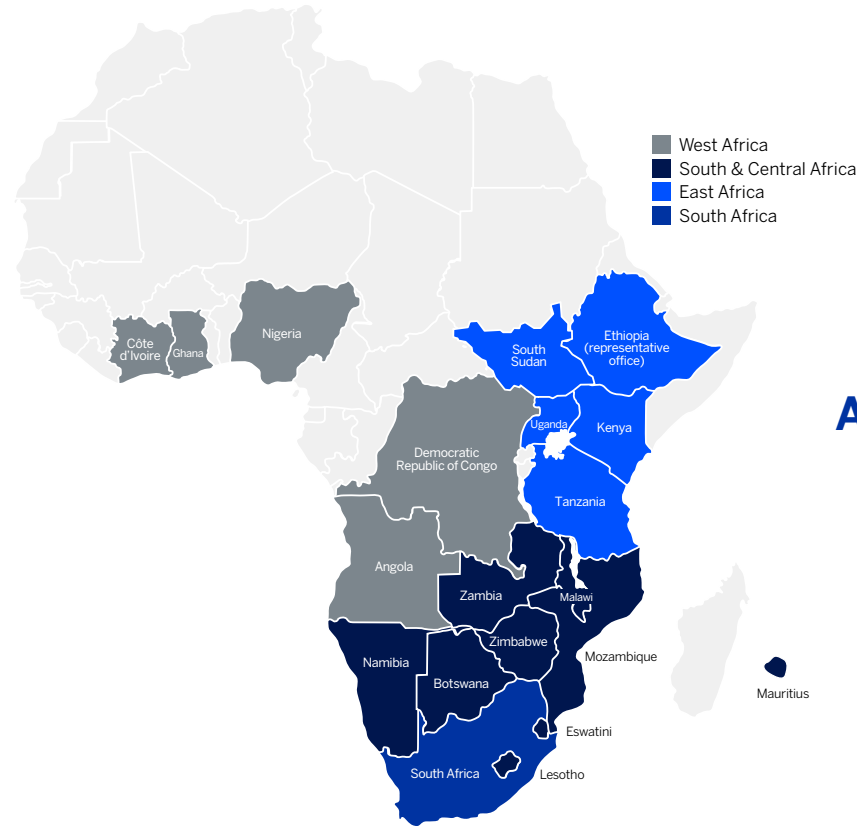 West Africa
South & Central Africa
East Africa
South Africa
Côte
d'Ivoire
Ghana
Nigeria
South
Sudan
Ethiopia
(representative
office)
Uganda
Kenya
Democratic
Republic of Congo
Tanzania
Angola
Zambia
Malawi
Zimbabwe
Mozambique
Namibia
Botswana
Mauritius
Eswatini
South Africa
Lesotho
A